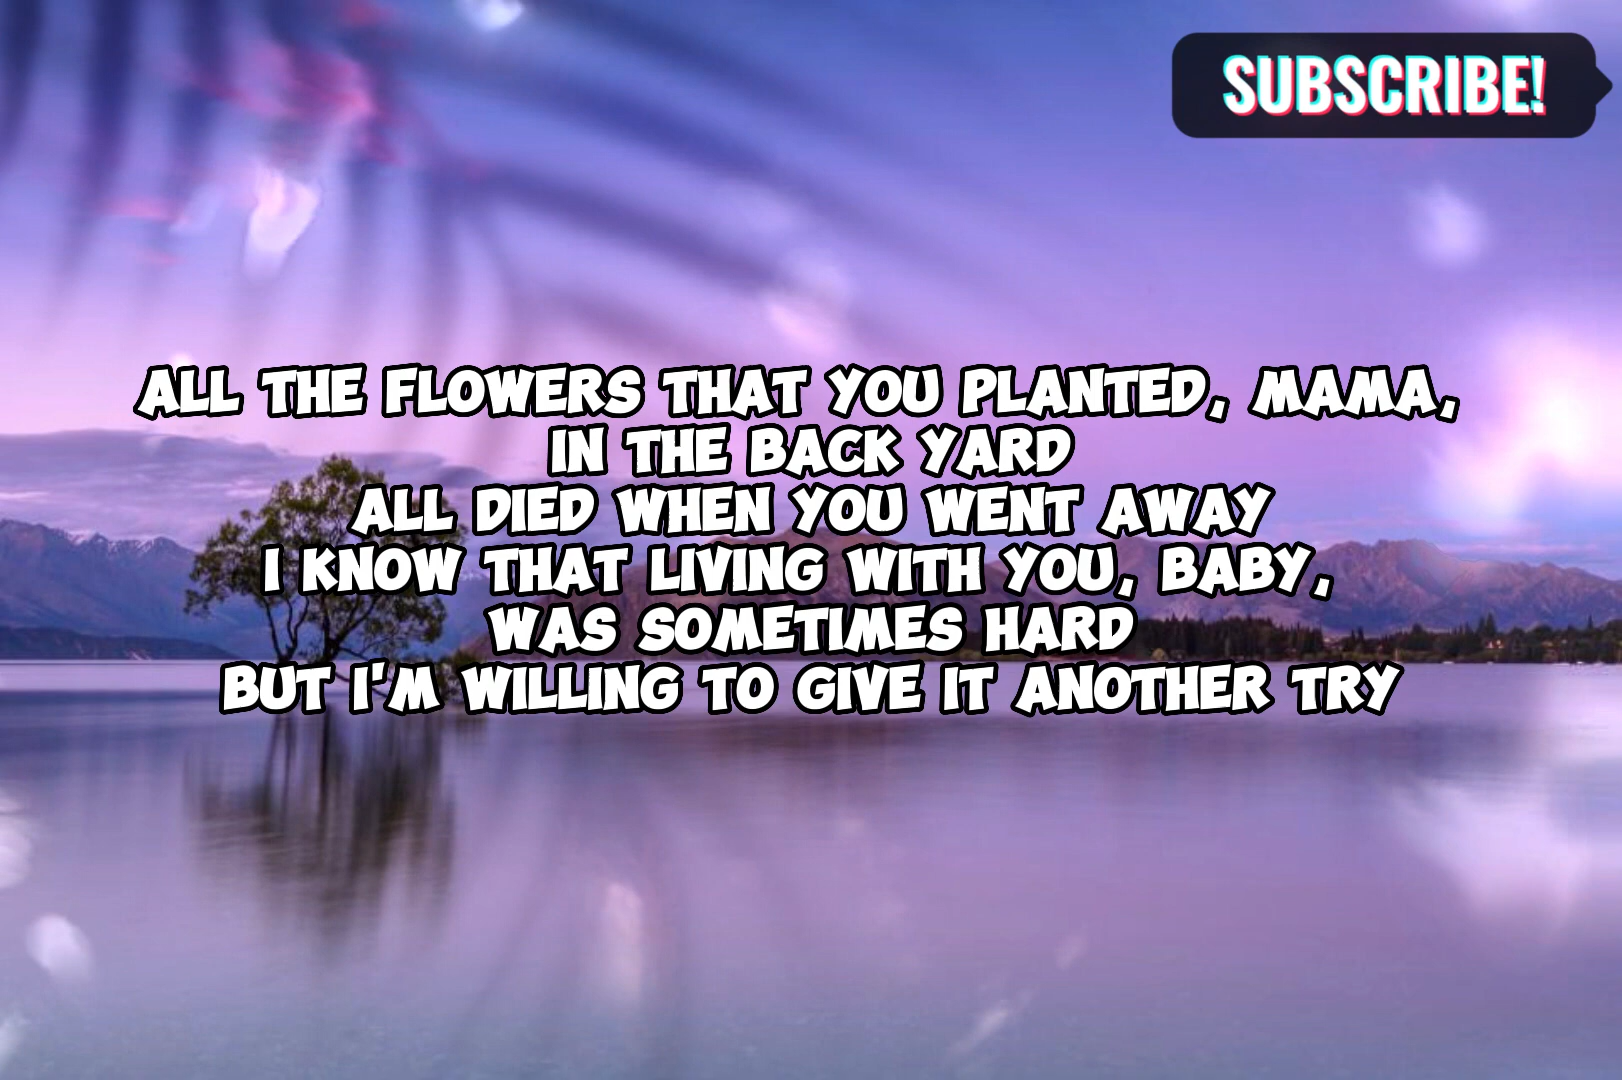 SUBSCRIBE!
ALL THE FLOWERS THAT YOU PLANTED, MAMA,
IN THE BACK YARD
ALL DIED WHEN YOU WENT AWAY
I KNOW THAT LIVING WITH YOU, BABY,
WAS SOMETIMES HARD
BUT I'M WILLING TO GIVE IT ANOTHER TRY